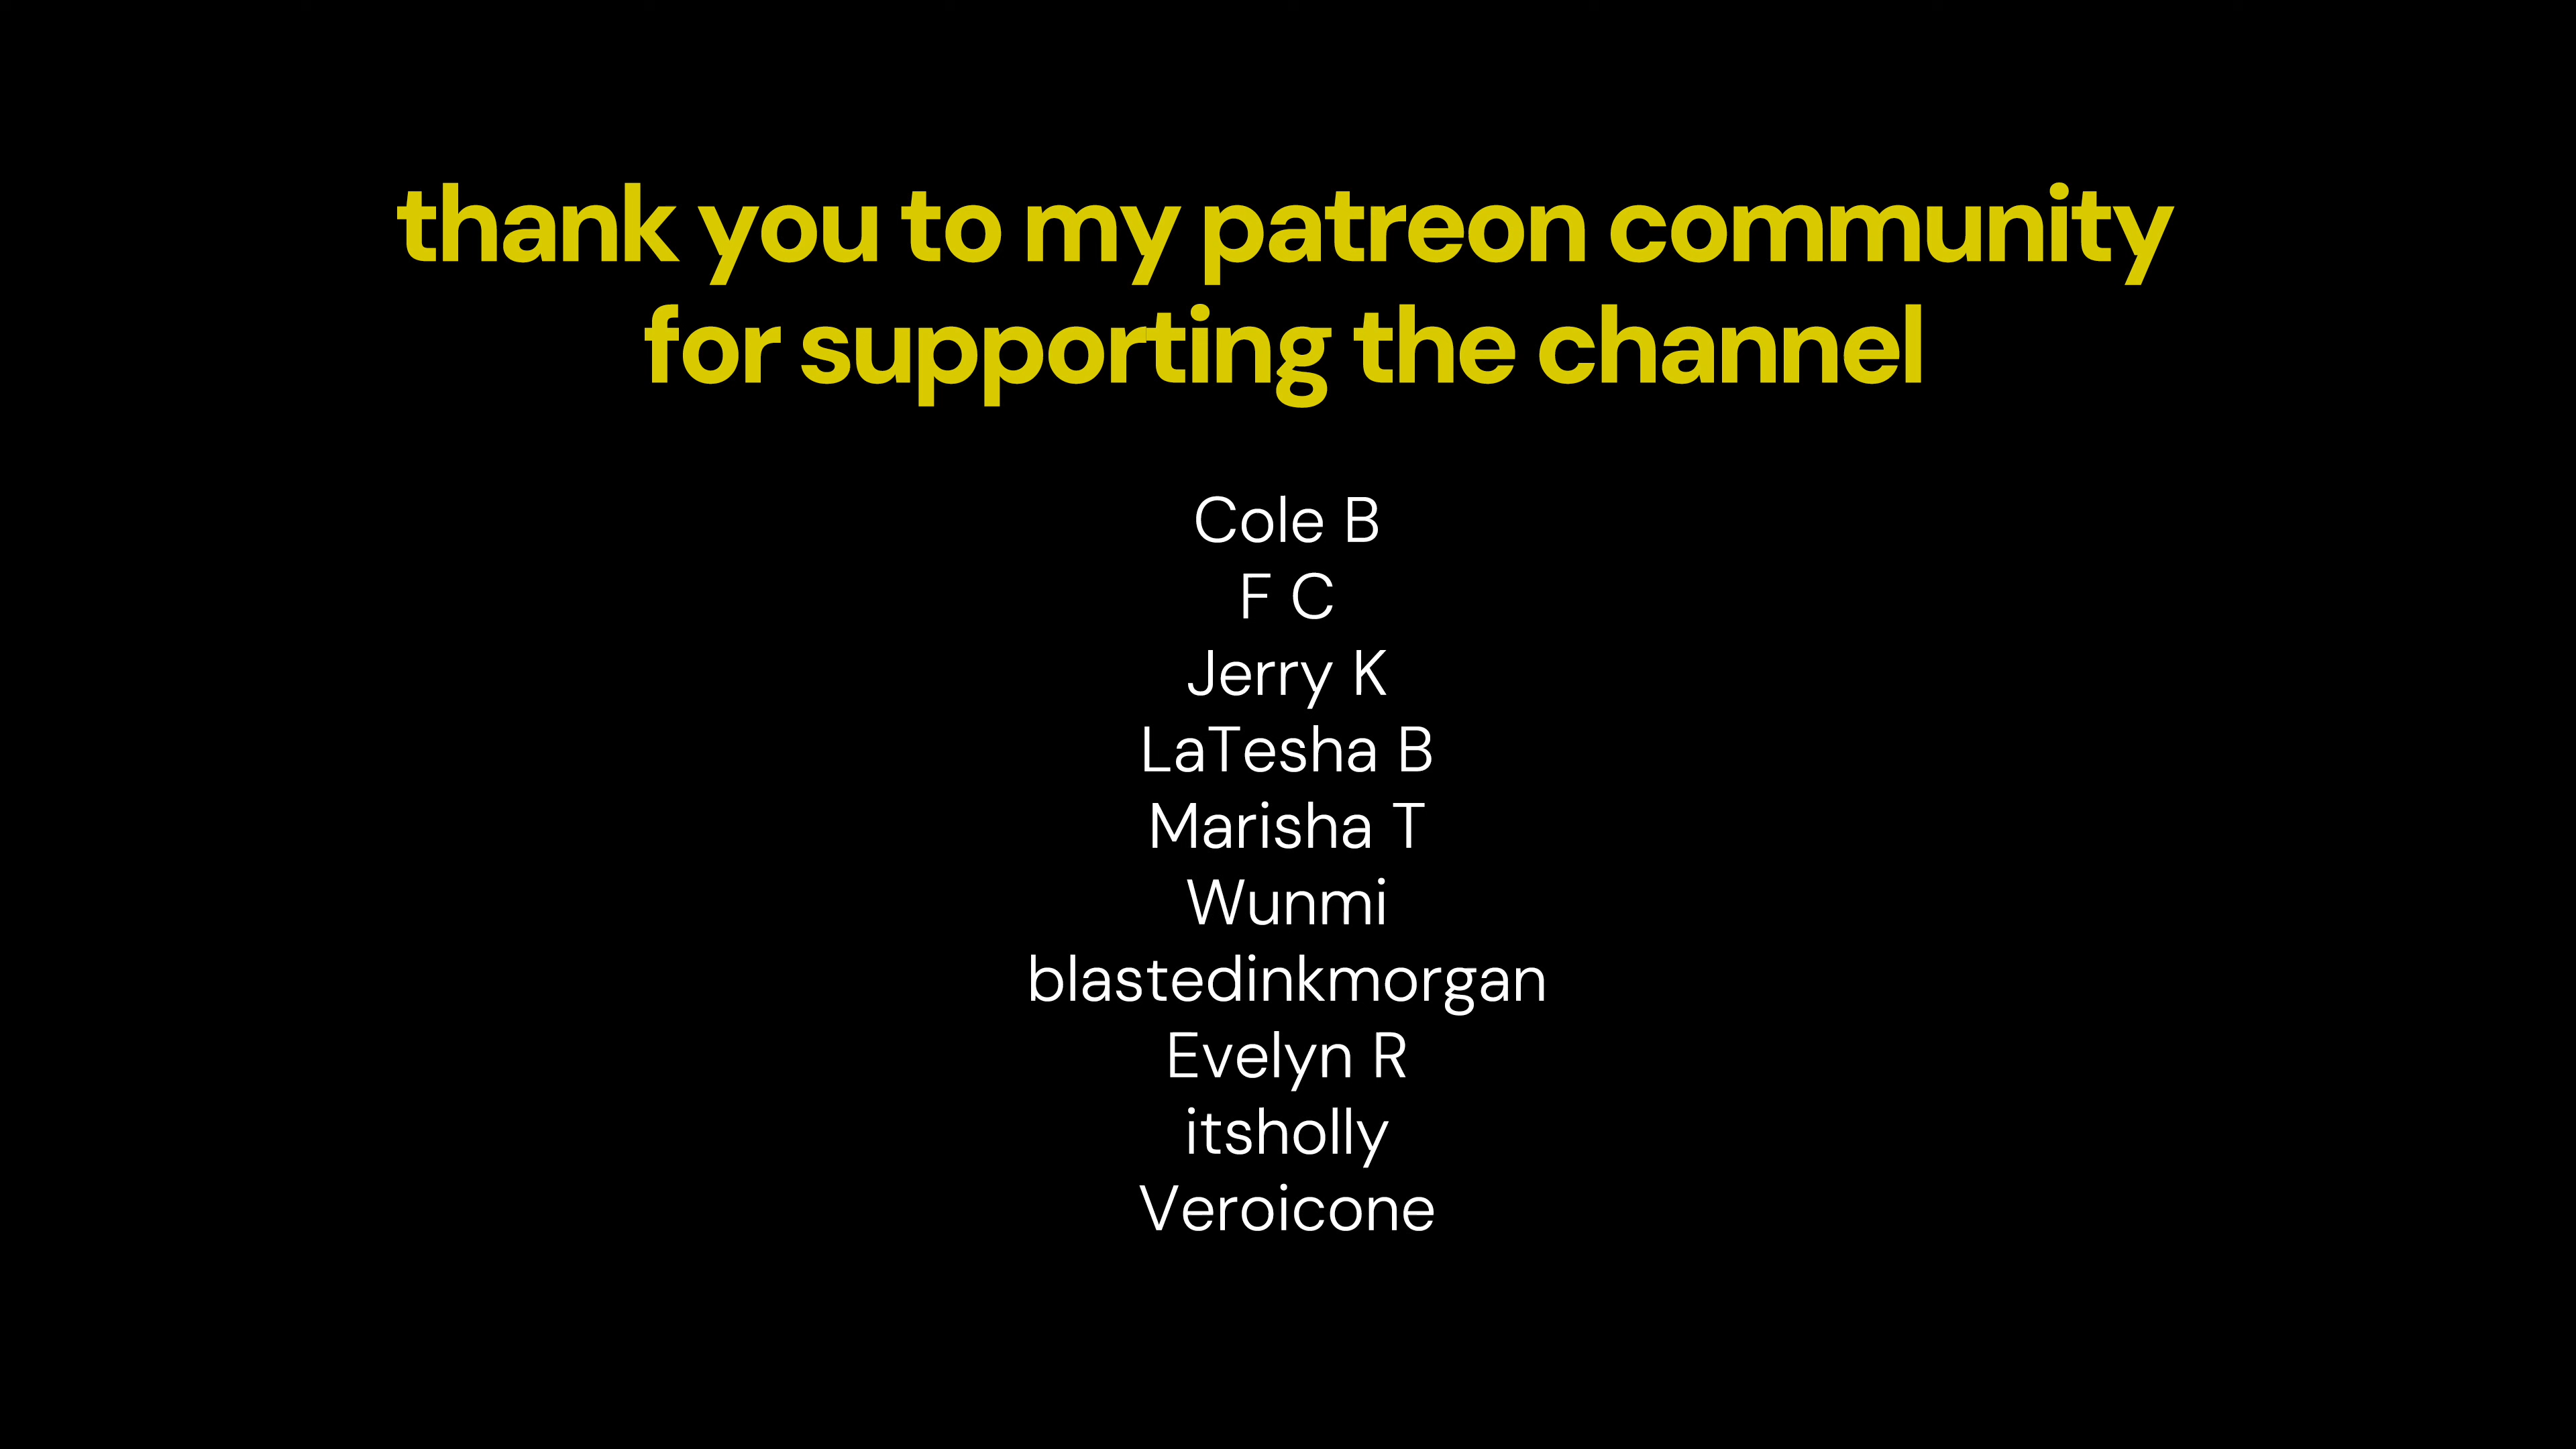 thank you to my patreon community
for supporting the channel
Cole B
F C
Jerry K
LaTesha B
Marisha T
Wunmi
blastedinkmorgan
Evelyn R
itsholly
Veroicone